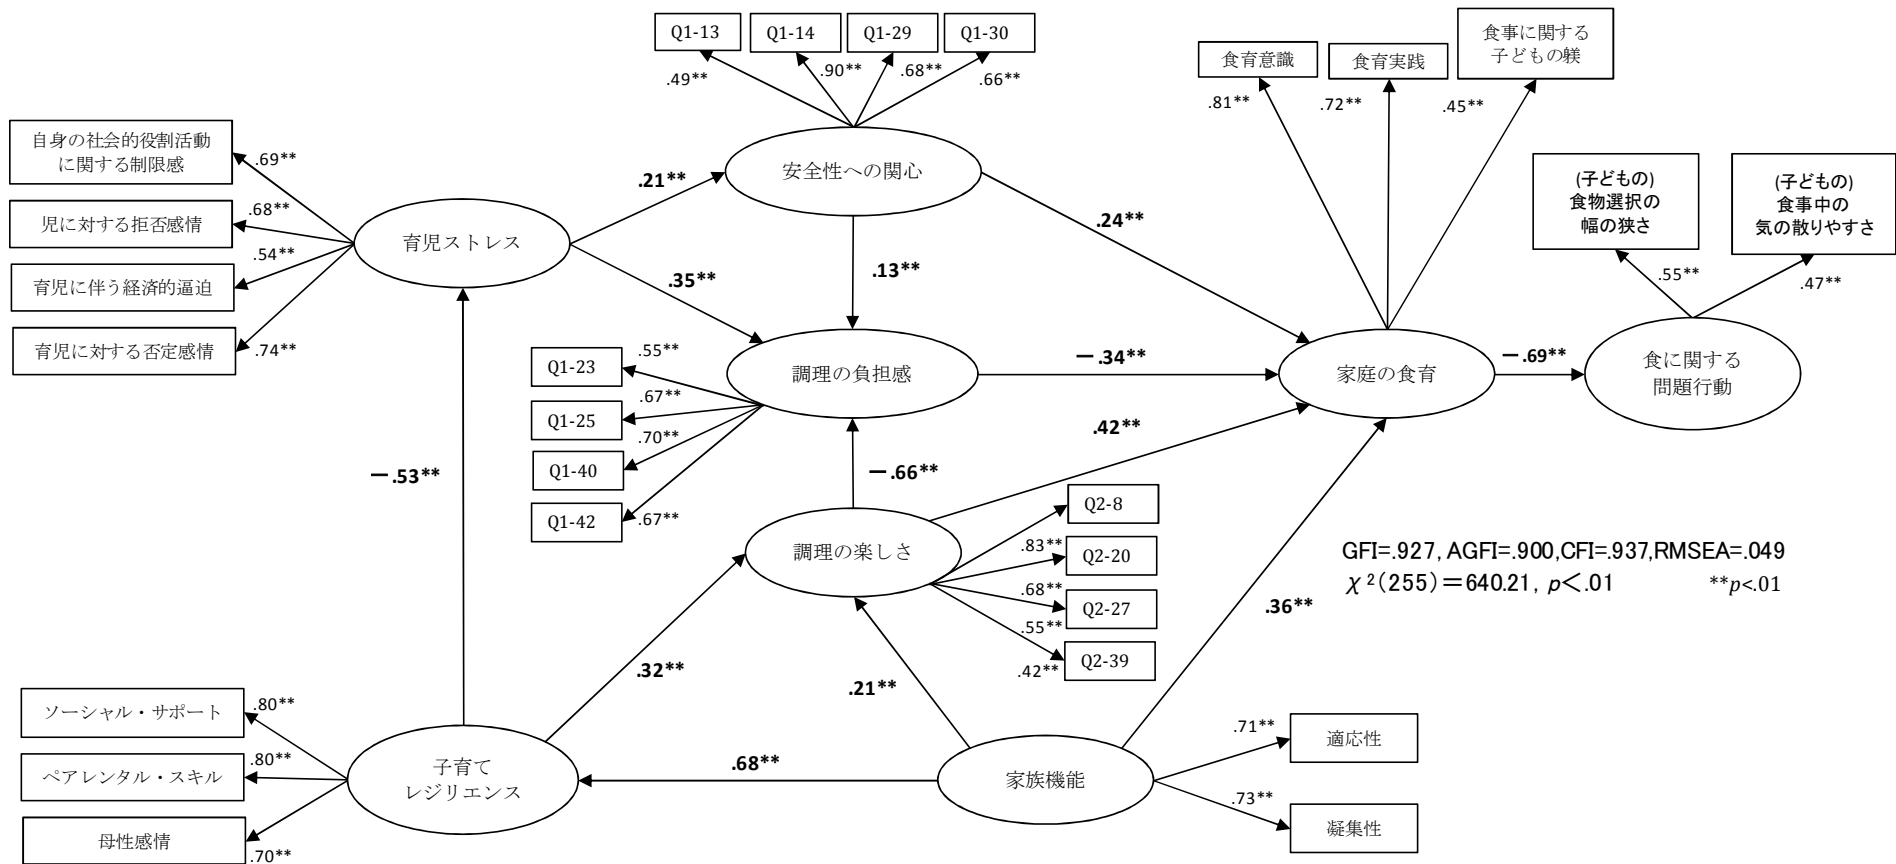 Q1-13
Q1-14
Q1-29
Q1-30
.49**
.90**
.68**
.66**
食育意識
食育実践
食事に関する
子どもの躾
.81**
.72**
.45**
自身の社会的役割活動
に関する制限感
児に対する拒否感情
育児に伴う経済的逼迫
育児に対する否定感情
.69**
.68**
.54**
.74**
育児ストレス
.21**
安全性への関心
.24**
.35**
.13**
(子どもの)
食物選択の
幅の狭さ
(子どもの)
食事中の
気の散りやすさ
.55**
.47**
Q1-23
Q1-25
Q1-40
Q1-42
.55**
.67**
.70**
.67**
調理の負担感
－.34**
家庭の食育
－.69**
食に関する
問題行動
－.53**
－.66**
.42**
調理の楽しさ
Q2-8
Q2-20
Q2-27
Q2-39
.83**
.68**
.55**
.42**
GFI=.927, AGFI=.900,CFI=.937,RMSEA=.049
χ²(255)＝640.21, p＜.01 **p<.01
.32**
.21**
.36**
ソーシャル・サポート
ペアレンタル・スキル
母性感情
.80**
.80**
.70**
子育て
レジリエンス
.68**
家族機能
.71**
.73**
適応性
凝集性